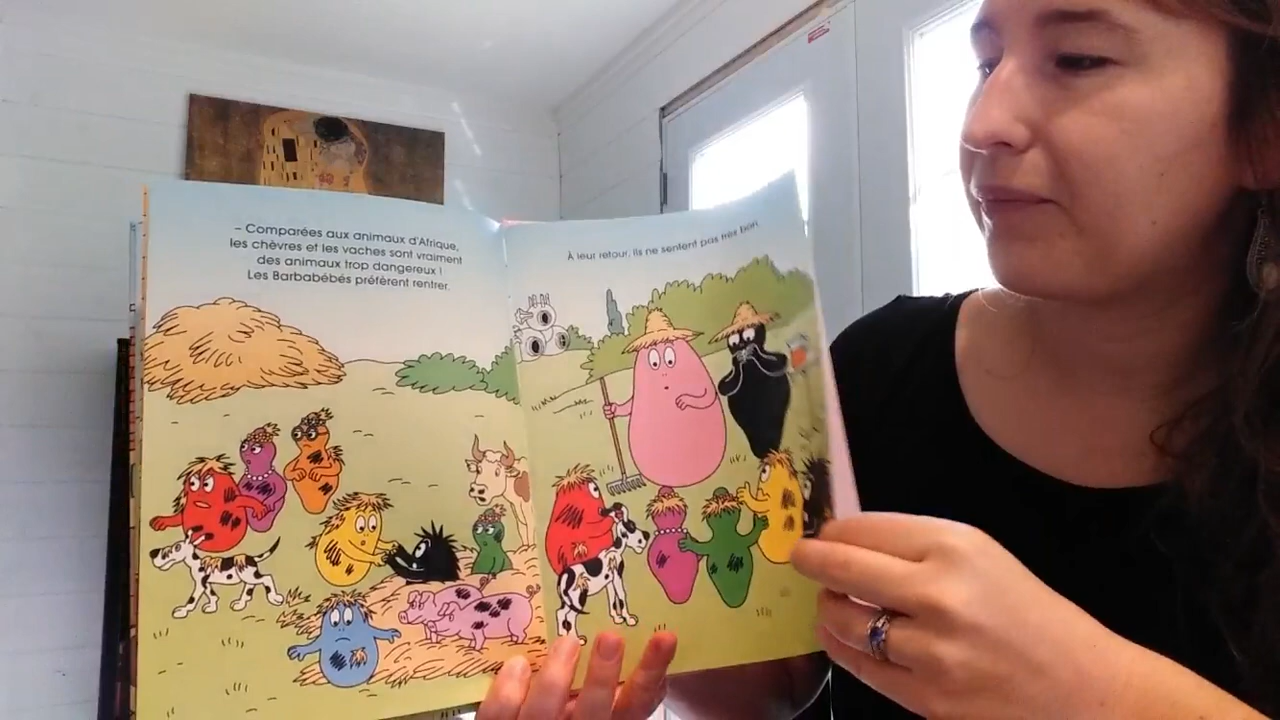 – Comparées aux animaux d'Afrique,
les chèvres et les vaches sont vraiment
des animaux trop dangereux !
Les Barbabébés préfèrent rentrer.
À leur retour, ils ne sentent pas très bon.